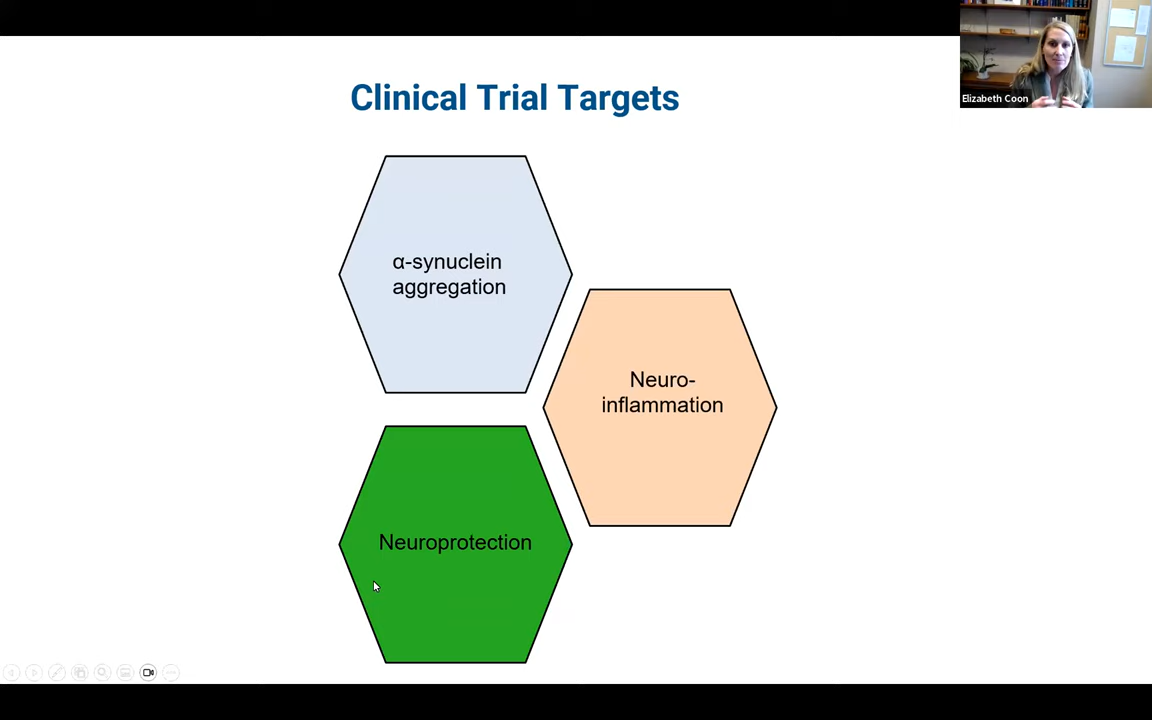 Clinical Trial Targets
Elizabeth Coon
α-synuclein
aggregation
Neuro-
inflammation
Neuroprotection